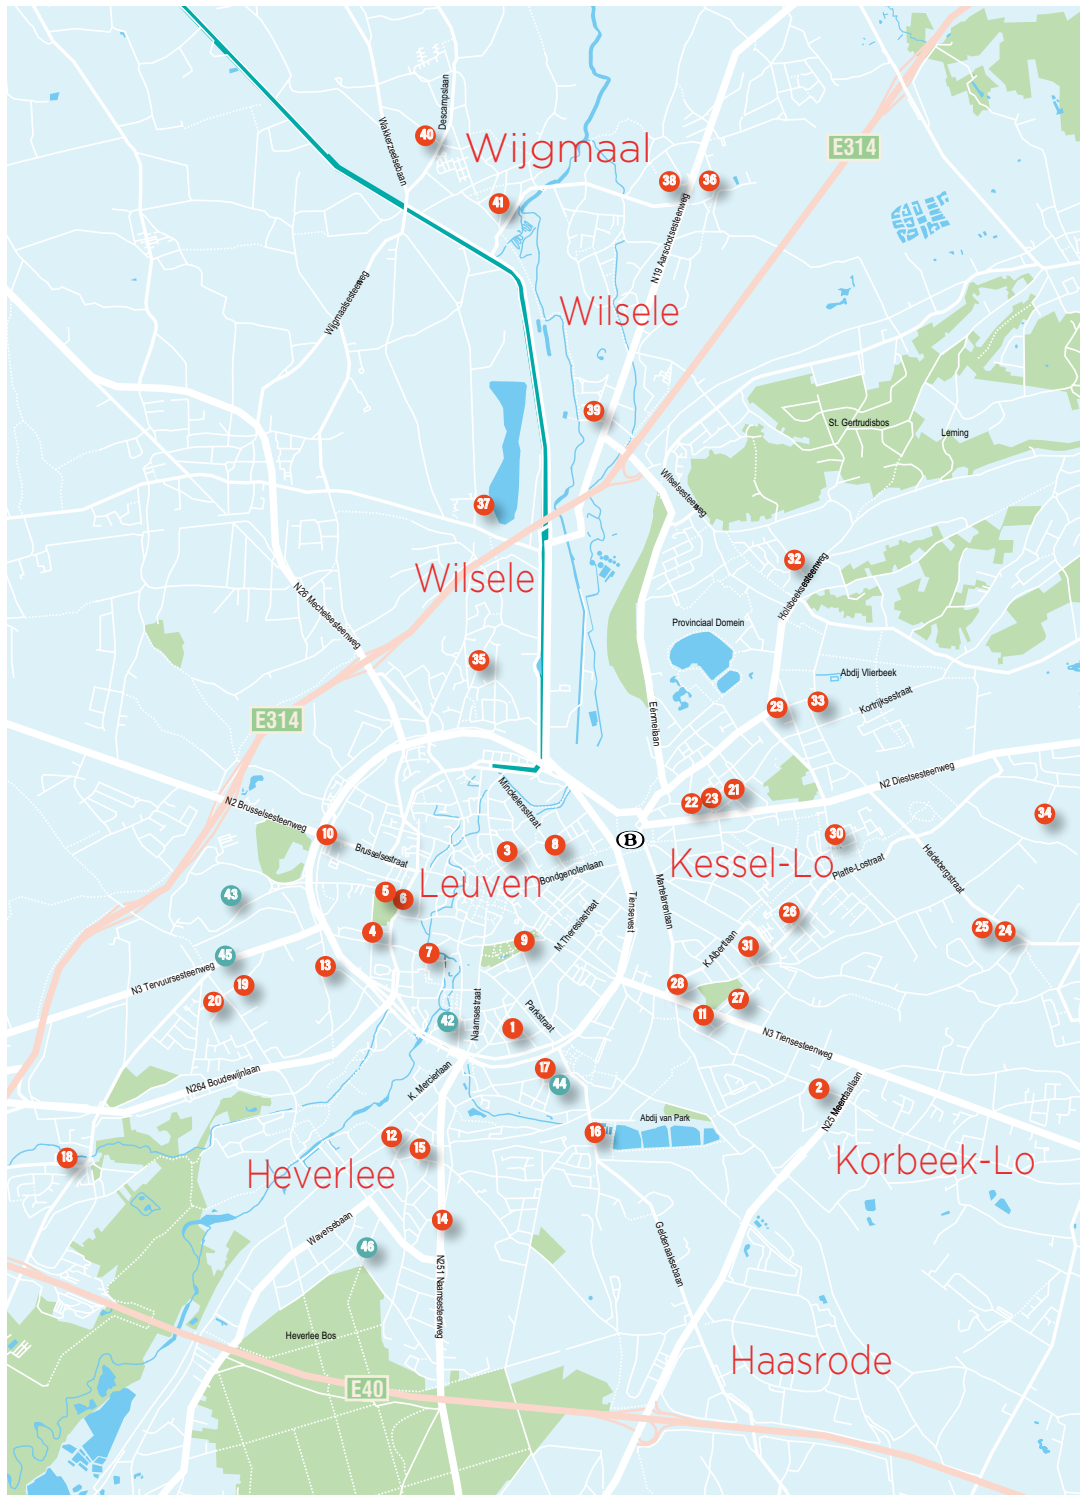 40
Descampslaan
Wakkerzeelsebaan
Wijgmaal
E314
38
36
41
N19 Aarschotsesteenweg
Wijgmaalsesteenweg
Wilsele
39
St. Gertrudisbos
Leming
Wilselsesteenweg
37
32
Holsbeeksesteenweg
Wilsele
N26 Mechelsesteenweg
Provinciaal Domein
35
Abdij Vlierbeek
33
29
Kortrijksestraat
E314
Eénmeilaan
N2 Diestsesteenweg
Minckelersstraat
21
23
22
N2 Brusselsesteenweg
34
10
B
30
Brusselsestraat
3
8
Kessel-Lo
Bondgenotenlaan
Platte-Lostraat
Heidebergstraat
43
5
6
Leuven
Martelarenlaan
Tiensevest
26
4
9
M.Theresiastraat
25
24
K.Albertlaan
31
45
7
13
N3 Tervuursesteenweg
19
28
20
27
11
Naamsestraat
Parkstraat
42
1
N3 Tiensesteenweg
17
44
K. Mercierlaan
N264 Boudewijnlaan
2
N25 Meerdaallaan
Abdij van Park
12
16
15
18
Heverlee
Korbeek-Lo
14
Waversebaan
46
Geldenaaksebaan
N251 Naamsesteenweg
Heverlee Bos
Haasrode
E40